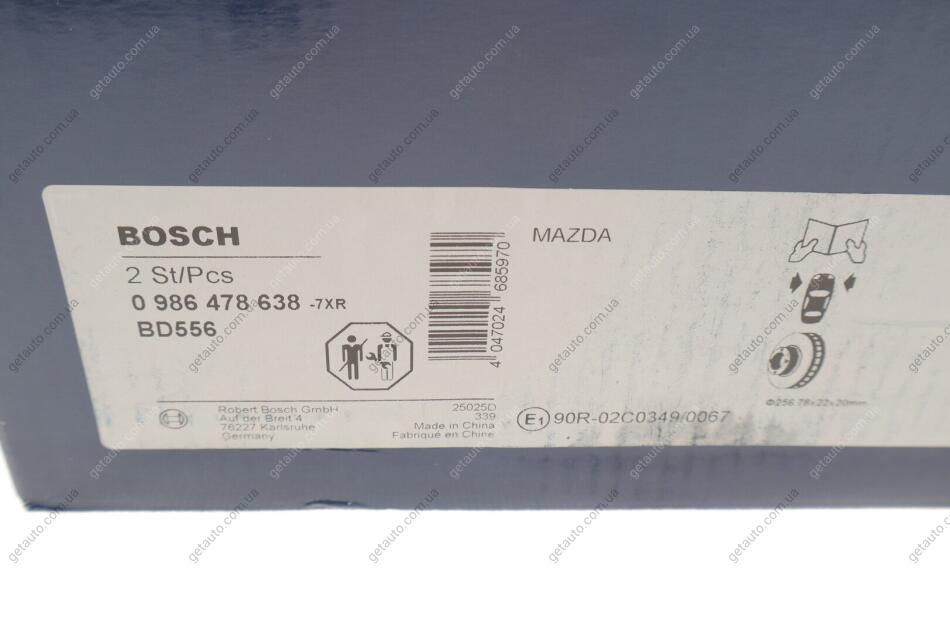 BOSCH
2 St/Pcs
0 986 478 638 -7XR
BD556
Robert Bosch GmbH
Auf der Breit 4
76227 Karlsruhe
Germany
25025D
339
Made in China
Fabriqué en Chine
4 047024 685970
MAZDA
E1 90R-02C0349/0067
Φ256.78x22x20mm
getauto.com.ua